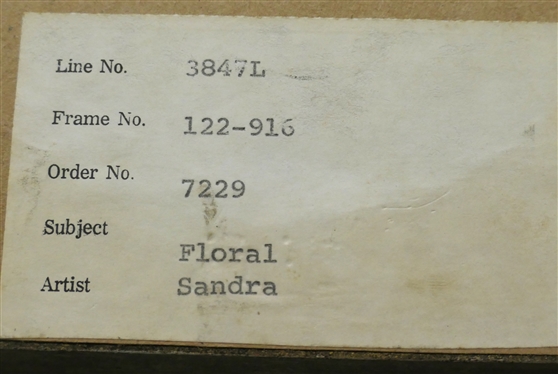 Line No. 3847L
Frame No. 122-916
Order No. 7229
Subject Floral
Artist Sandra